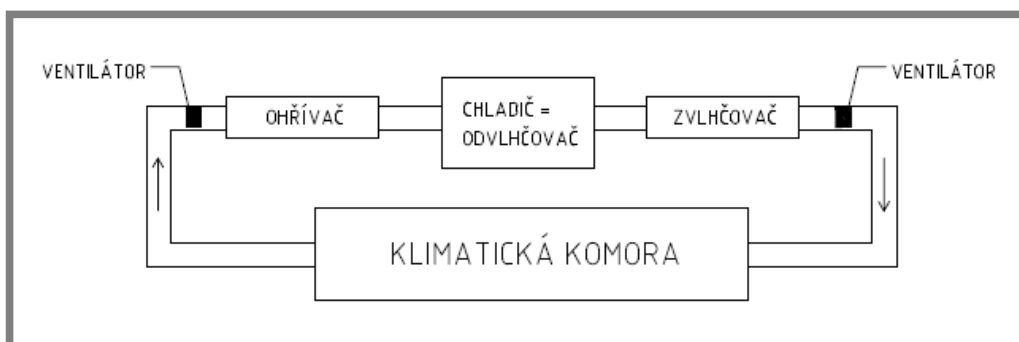 VENTILÁTOR
VENTILÁTOR
OHŘÍVAČ
CHLADIČ =
ODVLHČOVAČ
ZVLHČOVAČ
KLIMATICKÁ KOMORA